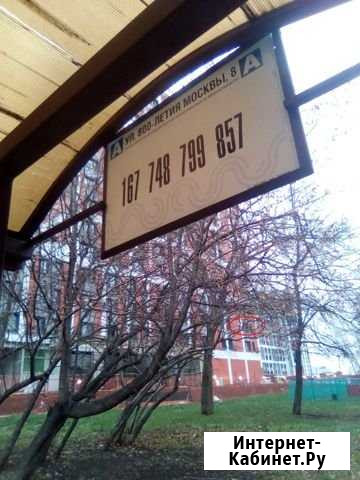 А УЛ. 800-ЛЕТИЯ МОСКВЫ, 8 А
167 748 799 857
Интернет-
Кабинет.Ру